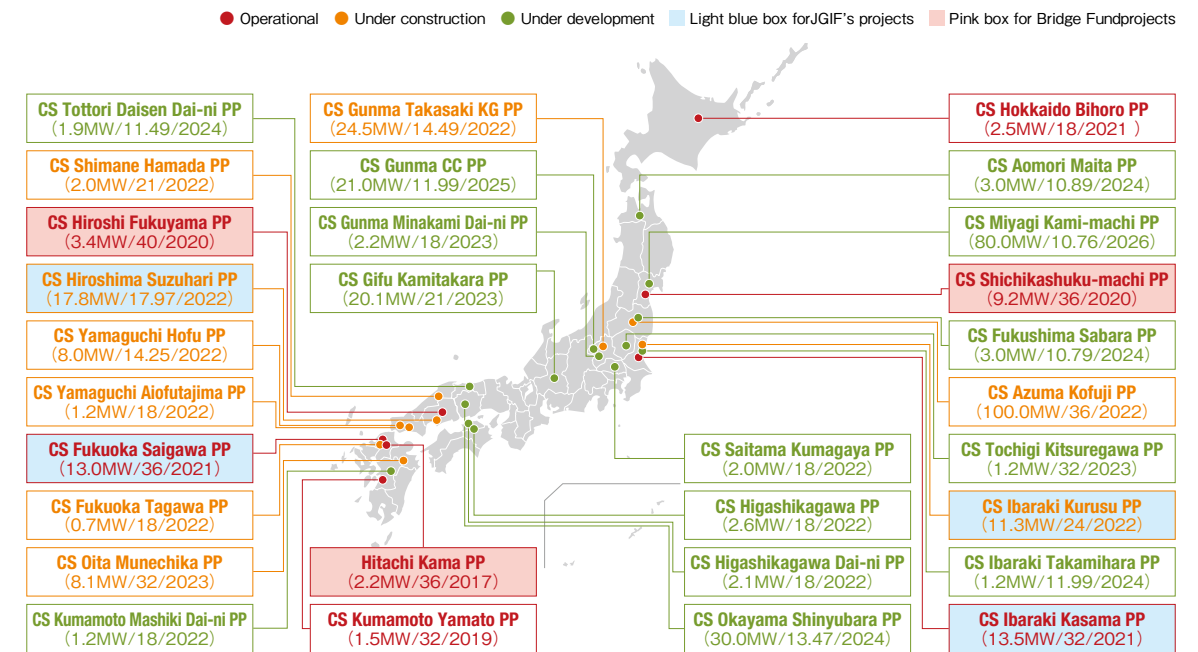 Operational
Under construction
Under development
Light blue box forJGIF's projects
Pink box for Bridge Fundprojects
CS Tottori Daisen Dai-ni PP
(1.9MW/11.49/2024)
CS Shimane Hamada PP
(2.0MW/21/2022)
CS Hiroshi Fukuyama PP
(3.4MW/40/2020)
CS Hiroshima Suzuhari PP
(17.8MW/17.97/2022)
CS Yamaguchi Hofu PP
(8.0MW/14.25/2022)
CS Yamaguchi Aiofutajima PP
(1.2MW/18/2022)
CS Fukuoka Saigawa PP
(13.0MW/36/2021)
CS Fukuoka Tagawa PP
(0.7MW/18/2022)
CS Oita Munechika PP
(8.1MW/32/2023)
CS Kumamoto Mashiki Dai-ni PP
(1.2MW/18/2022)
CS Gunma Takasaki KG PP
(24.5MW/14.49/2022)
CS Gunma CC PP
(21.0MW/11.99/2025)
CS Gunma Minakami Dai-ni PP
(2.2MW/18/2023)
CS Gifu Kamitakara PP
(20.1MW/21/2023)
Hitachi Kama PP
(2.2MW/36/2017)
CS Kumamoto Yamato PP
(1.5MW/32/2019)
CS Saitama Kumagaya PP
(2.0MW/18/2022)
CS Higashikagawa PP
(2.6MW/18/2022)
CS Higashikagawa Dai-ni PP
(2.1MW/18/2022)
CS Okayama Shinyubara PP
(30.0MW/13.47/2024)
CS Hokkaido Bihoro PP
(2.5MW/18/2021 )
CS Aomori Maita PP
(3.0MW/10.89/2024)
CS Miyagi Kami-machi PP
(80.0MW/10.76/2026)
CS Shichikashuku-machi PP
(9.2MW/36/2020)
CS Fukushima Sabara PP
(3.0MW/10.79/2024)
CS Azuma Kofuji PP
(100.0MW/36/2022)
CS Tochigi Kitsuregawa PP
(1.2MW/32/2023)
CS Ibaraki Kurusu PP
(11.3MW/24/2022)
CS Ibaraki Takamihara PP
(1.2MW/11.99/2024)
CS Ibaraki Kasama PP
(13.5MW/32/2021)